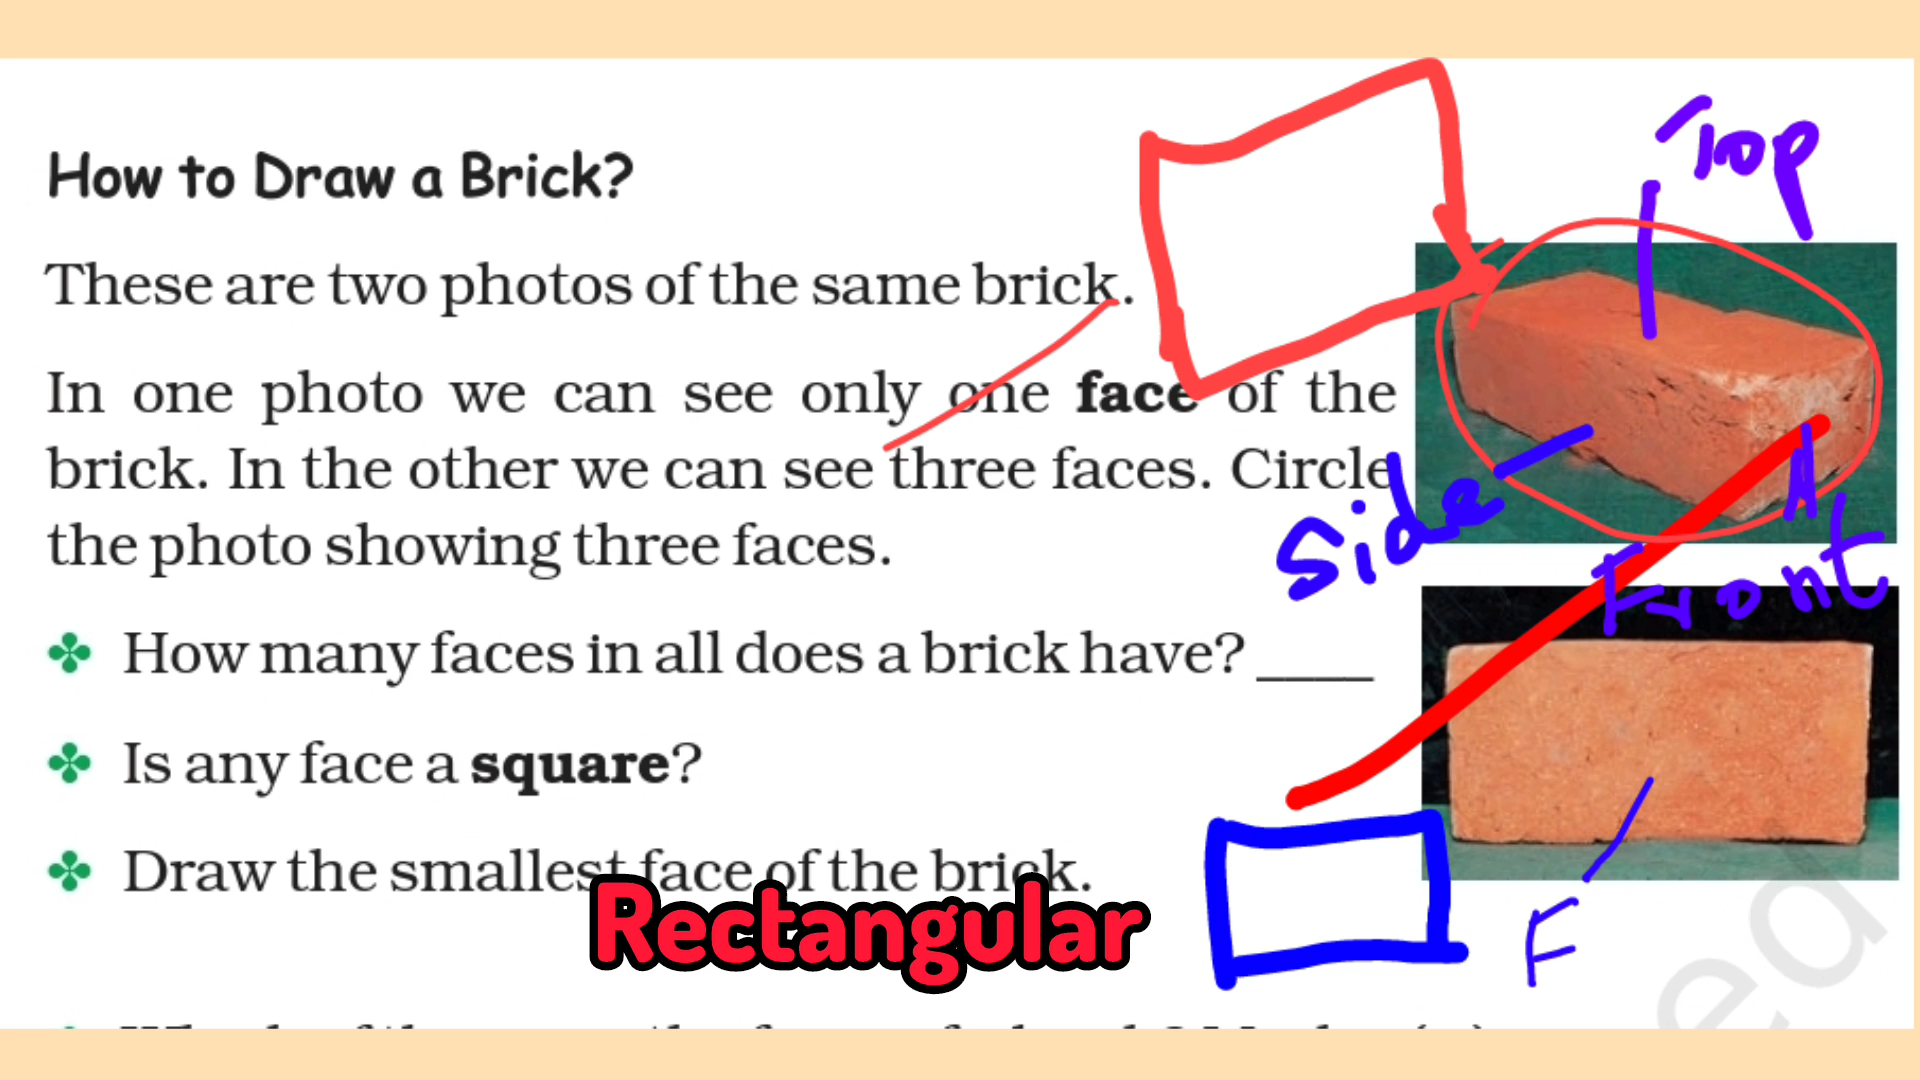 How to Draw a Brick?
Top
These are two photos of the same brick.
In one photo we can see only one face of the
brick. In the other we can see three faces. Circle
the photo showing three faces.
Side
Front
How many faces in all does a brick have? ____
Is any face a square?
Draw the smallest face of the brick.
Rectangular
F
ed